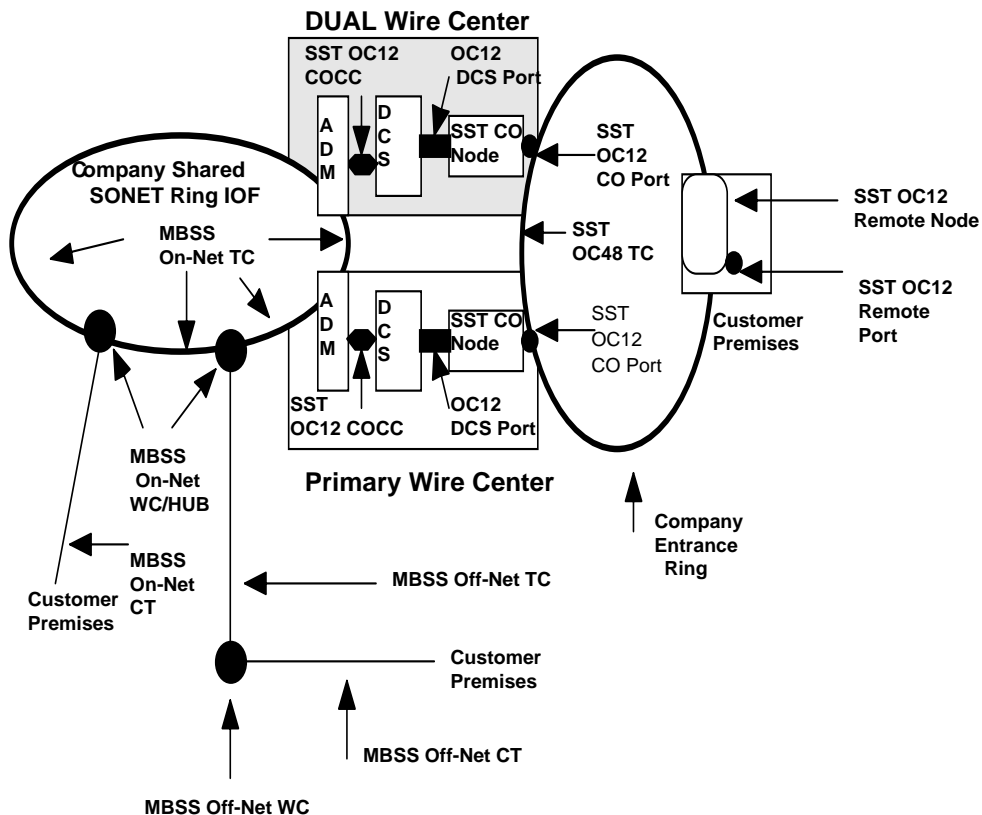 DUAL Wire Center
SST OC12
COCC
OC12
DCS Port
A
D
M
D
C
S
SST CO
Node
SST
OC12
CO Port
Company Shared
SONET Ring IOF
MBSS
On-Net TC
SST
OC48 TC
SST OC12
Remote Node
SST OC12
Remote
Port
Customer
Premises
A
D
M
D
C
S
SST CO
Node
SST
OC12
CO Port
SST
OC12 COCC
OC12
DCS Port
Primary Wire Center
MBSS
On-Net
WC/HUB
Company
Entrance
Ring
MBSS
On-Net
CT
Customer
Premises
MBSS Off-Net TC
Customer
Premises
MBSS Off-Net CT
MBSS Off-Net WC